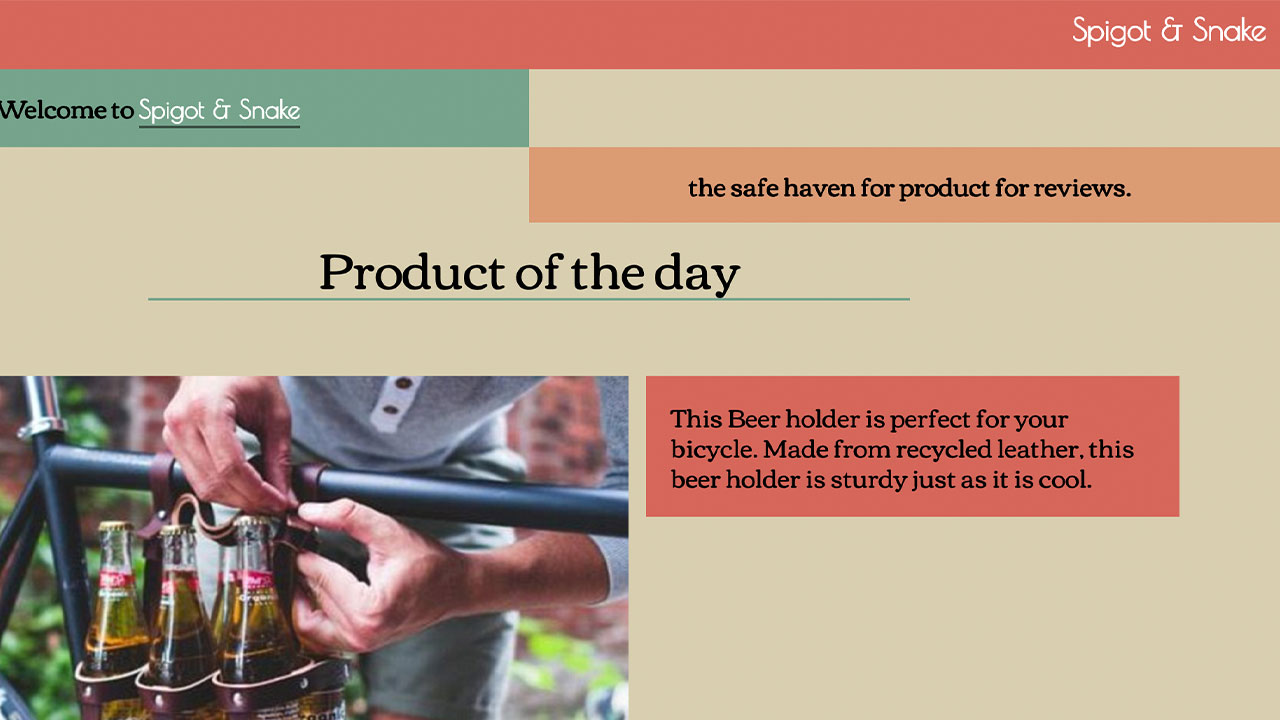 Spigot & Snake
Welcome to Spigot & Snake
the safe haven for product for reviews.
Product of the day
This Beer holder is perfect for your
bicycle. Made from recycled leather, this
beer holder is sturdy just as it is cool.